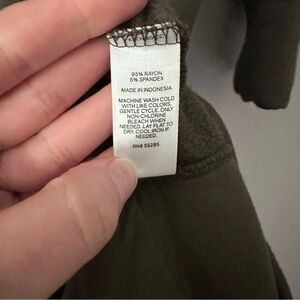 95% RAYON
5% SPANDEX
MADE IN INDONESIA
MACHINE WASH COLD
WITH LIKE COLORS,
GENTLE CYCLE. ONLY
NON-CHLORINE
BLEACH WHEN
NEEDED. LAY FLAT TO
DRY. COOL IRON IF
NEEDED.
RN# 55285